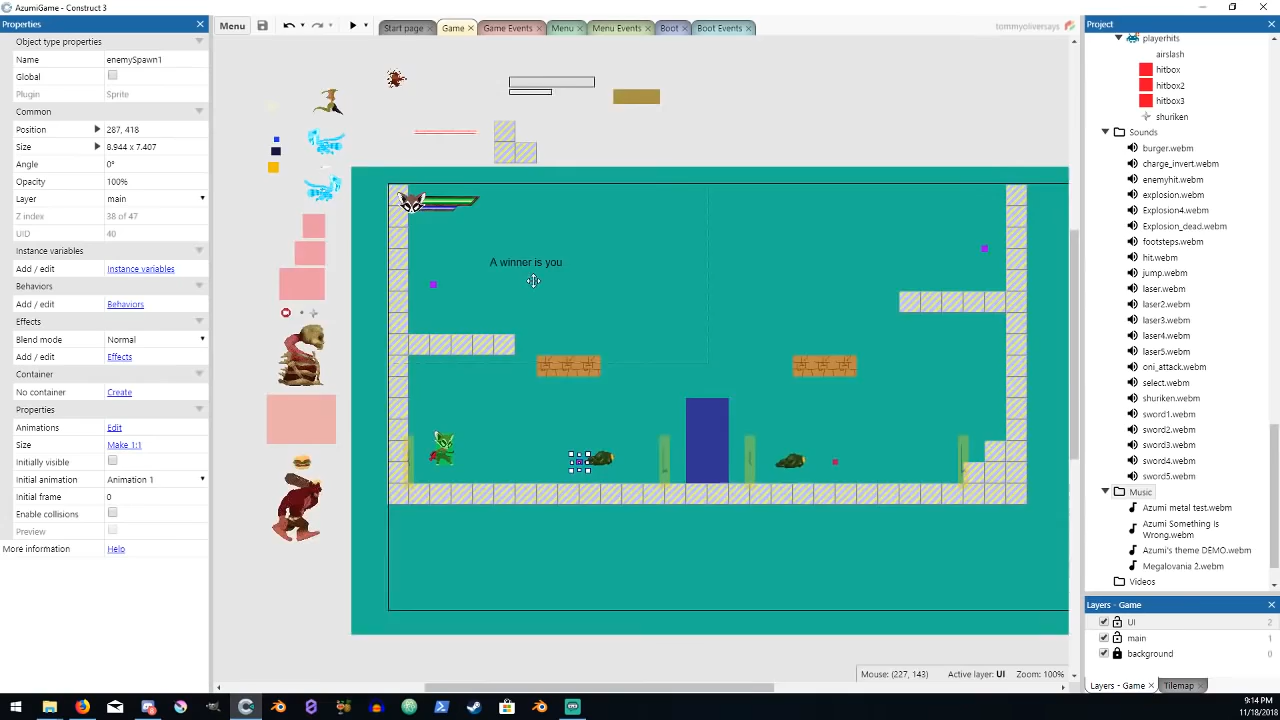 AzumiGame - Construct 3
Properties
Object type properties
Name enemySpawn1
Global
Plugin Sprite
Common
Position 287, 418
Size 8.944 x 7.407
Angle 0°
Opacity 100%
Layer main
Z index 38 of 47
UID 40
Instance variables
Add / edit Instance variables
Behaviors
Add / edit Behaviors
Effects
Blend mode Normal
Add / edit Effects
Container
No container Create
Properties
Animations Edit
Size Make 1:1
Initially visible
Initial animation Animation 1
Initial frame 0
Enable collisions
Preview
More information Help
Menu
Start page Game Game Events Menu Menu Events Boot Boot Events
tommyoliversays
A winner is you
Mouse: (227, 143) Active layer: UI Zoom: 100%
Project
playerhits
airslash
hitbox
hitbox2
hitbox3
shuriken
Sounds
burger.webm
charge_invert.webm
enemyhit.webm
explosion.webm
Explosion4.webm
Explosion_dead.webm
footsteps.webm
hit.webm
jump.webm
laser.webm
laser2.webm
laser3.webm
laser4.webm
laser5.webm
oni_attack.webm
select.webm
shuriken.webm
sword1.webm
sword2.webm
sword3.webm
sword4.webm
sword5.webm
Music
Azumi metal test.webm
Azumi Something Is
Wrong.webm
Azumi's theme DEMO.webm
Megalovania 2.webm
Videos
Layers - Game
UI 2
main 1
background 0
Layers - Game Tilemap
9:14 PM
11/18/2018